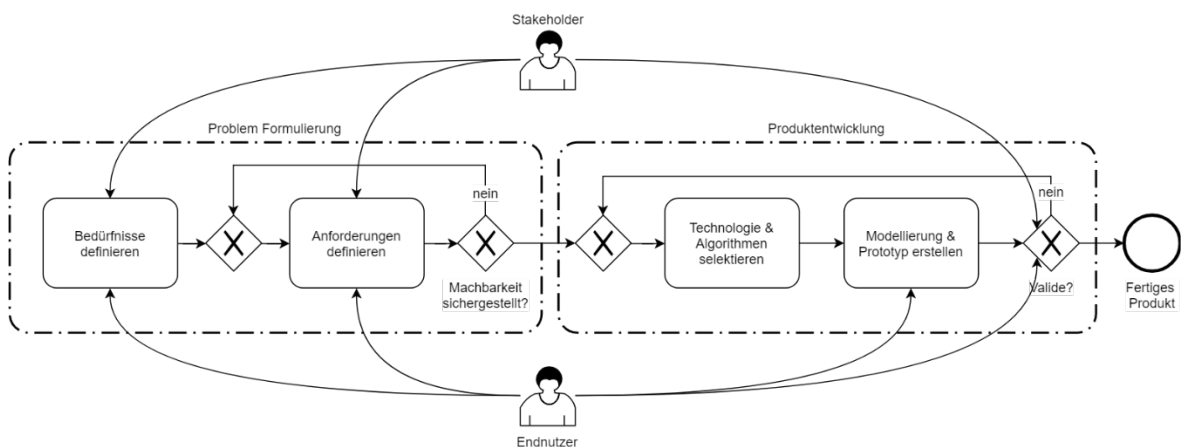 Stakeholder
Problem Formulierung
Produktentwicklung
nein
nein
Bedürfnisse
definieren
Anforderungen
definieren
Technologie &
Algorithmen
selektieren
Modellierung &
Prototyp erstellen
Machbarkeit
sichergestellt?
Valide?
Fertiges
Produkt
Endnutzer